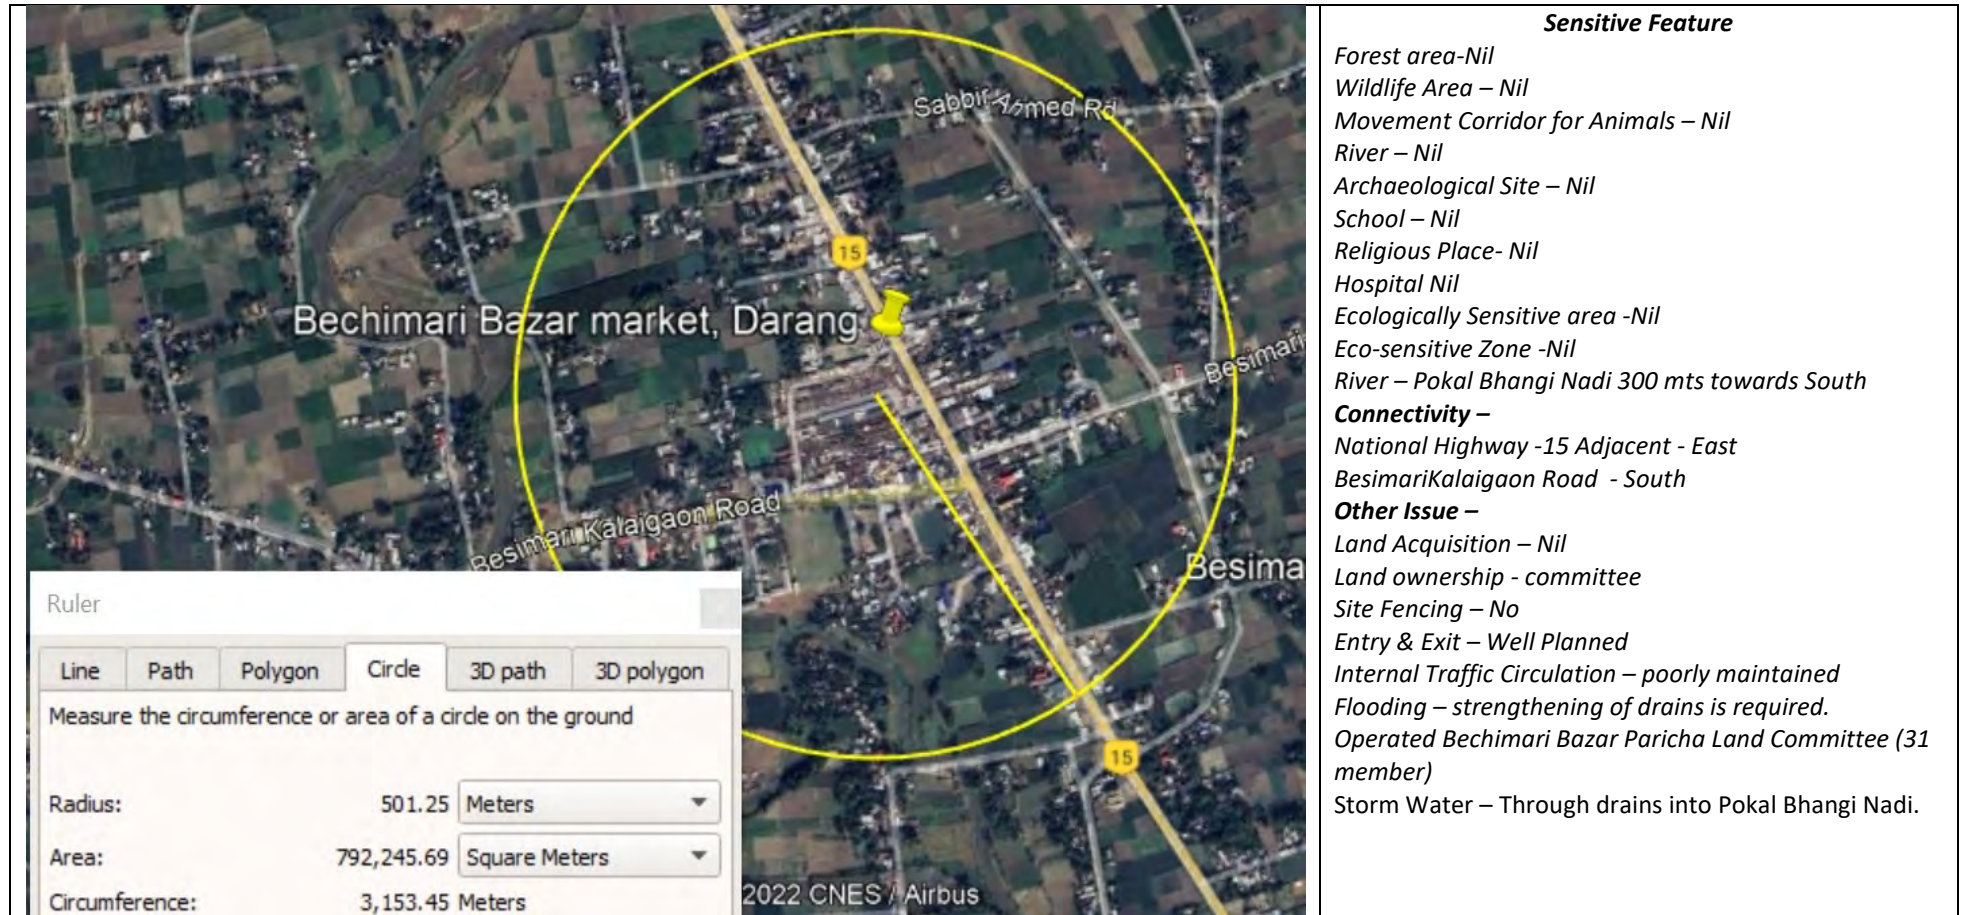 Sabbir Ahmed Rd
15
Bechimari Bazar market, Darang
Besimari
Besimari Kalaigaon Road
Besima
15
2022 CNES / Airbus
Ruler
Line Path Polygon Circle 3D path 3D polygon
Measure the circumference or area of a circle on the ground
Radius: 501.25 Meters
Area: 792,245.69 Square Meters
Circumference: 3,153.45 Meters
Sensitive Feature
Forest area-Nil
Wildlife Area – Nil
Movement Corridor for Animals – Nil
River – Nil
Archaeological Site – Nil
School – Nil
Religious Place- Nil
Hospital Nil
Ecologically Sensitive area -Nil
Eco-sensitive Zone -Nil
River – Pokal Bhangi Nadi 300 mts towards South
Connectivity –
National Highway -15 Adjacent - East
BesimariKalaigaon Road - South
Other Issue –
Land Acquisition – Nil
Land ownership - committee
Site Fencing – No
Entry & Exit – Well Planned
Internal Traffic Circulation – poorly maintained
Flooding – strengthening of drains is required.
Operated Bechimari Bazar Paricha Land Committee (31
member)
Storm Water – Through drains into Pokal Bhangi Nadi.